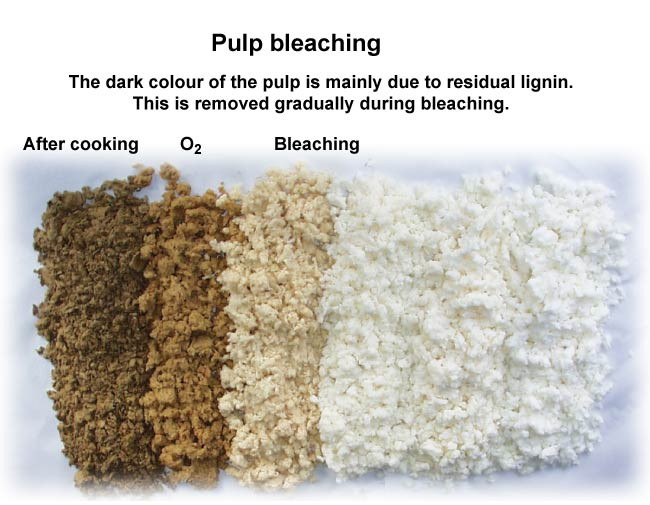 Pulp bleaching
The dark colour of the pulp is mainly due to residual lignin.
This is removed gradually during bleaching.
After cooking O₂ Bleaching